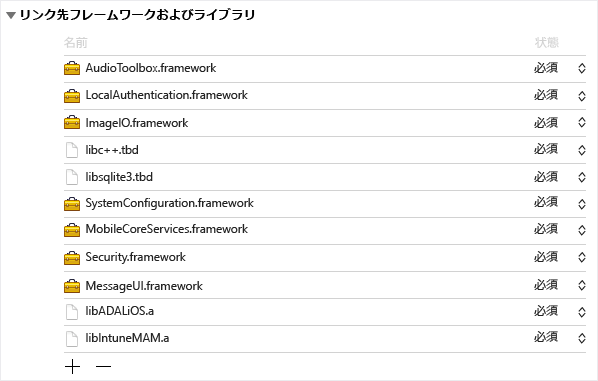 リンク先フレームワークおよびライブラリ
名前 状態
AudioToolbox.framework 必須
LocalAuthentication.framework 必須
ImageIO.framework 必須
libc++.tbd 必須
libsqlite3.tbd 必須
SystemConfiguration.framework 必須
MobileCoreServices.framework 必須
Security.framework 必須
MessageUI.framework 必須
libADALiOS.a 必須
libIntuneMAM.a 必須